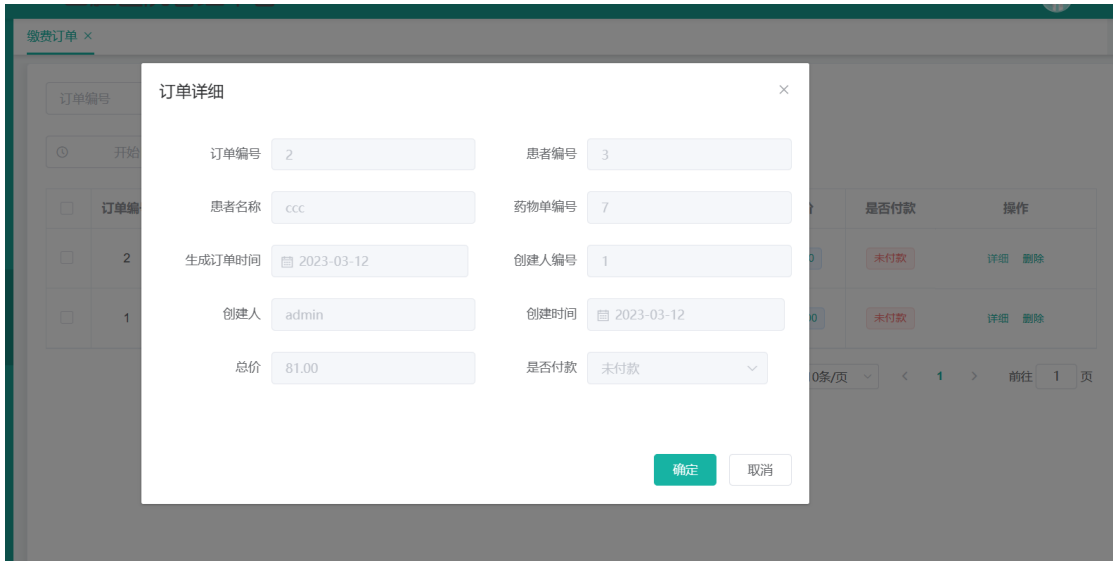 缴费订单 ×
订单详细
订单编号
订单编号 2 患者编号 3
开始
患者名称 ccc 药物单编号 7
订单编 是否付款 操作
生成订单时间 2023-03-12 创建人编号 1
2 未付款 详细 删除
创建人 admin 创建时间 2023-03-12
1 未付款 详细 删除
总价 81.00 是否付款 未付款
0条/页 < 1 > 前往 1 页
确定 取消